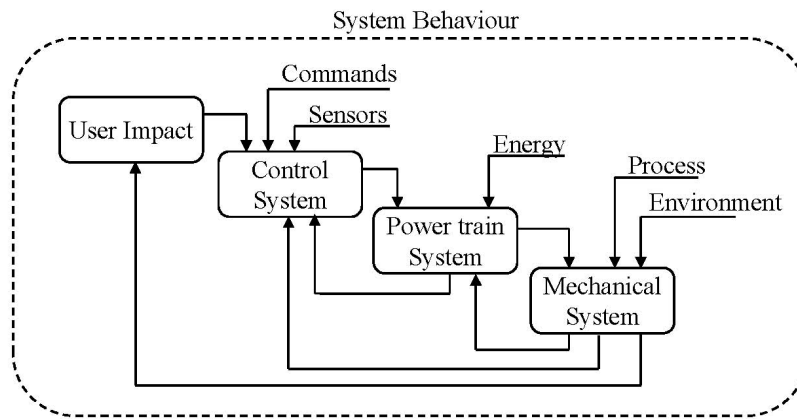 System Behaviour
Commands
User Impact
Sensors
Control
System
Energy
Process
Power train
System
Environment
Mechanical
System